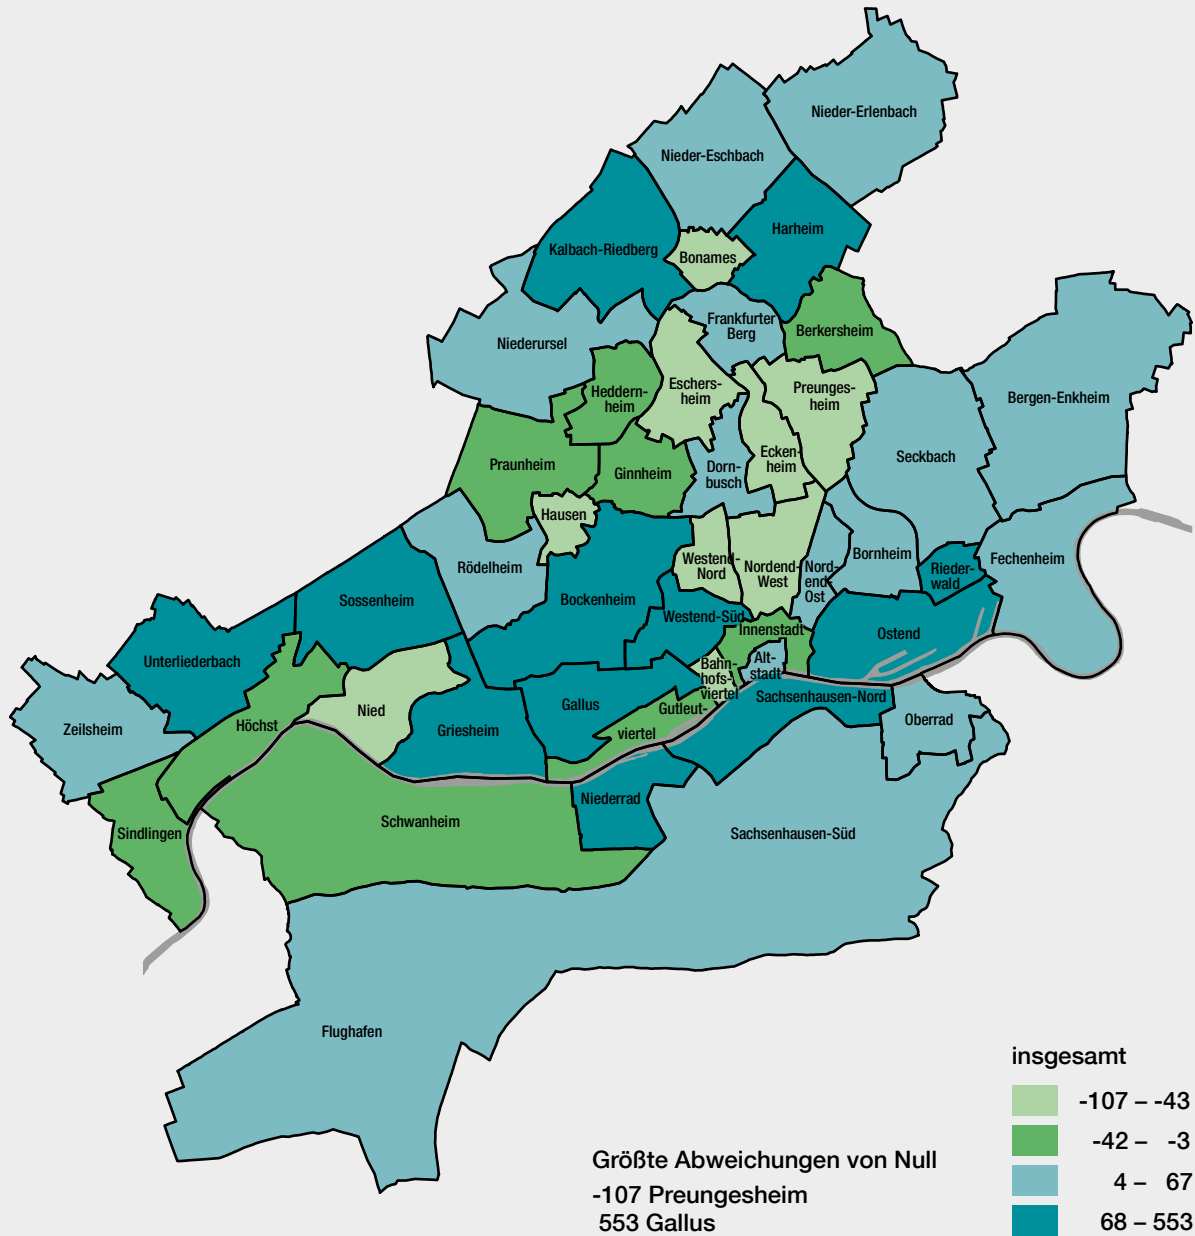 Nieder-Erlenbach
Nieder-Eschbach
Harheim
Kalbach-Riedberg
Bonames
Frankfurter
Berg
Berkersheim
Niederursel
Heddern-
heim
Eschers-
heim
Preunges-
heim
Bergen-Enkheim
Praunheim
Ginnheim
Dorn-
busch
Ecken-
heim
Seckbach
Hausen
Rödelheim
Westend-
Nord
Nordend-
West
Nord-
end-
Ost
Bornheim
Rieder-
wald
Fechenheim
Sossenheim
Bockenheim
Westend-Süd
Innenstadt
Ostend
Unterliederbach
Bahn-
hofs-
viertel
Alt-
stadt
Sachsenhausen-Nord
Nied
Gallus
Gutleut-
viertel
Oberrad
Zeilsheim
Höchst
Griesheim
Niederrad
Sindlingen
Schwanheim
Sachsenhausen-Süd
Flughafen
insgesamt
-107 – -43
-42 – -3
4 – 67
68 – 553
Größte Abweichungen von Null
-107 Preungesheim
553 Gallus